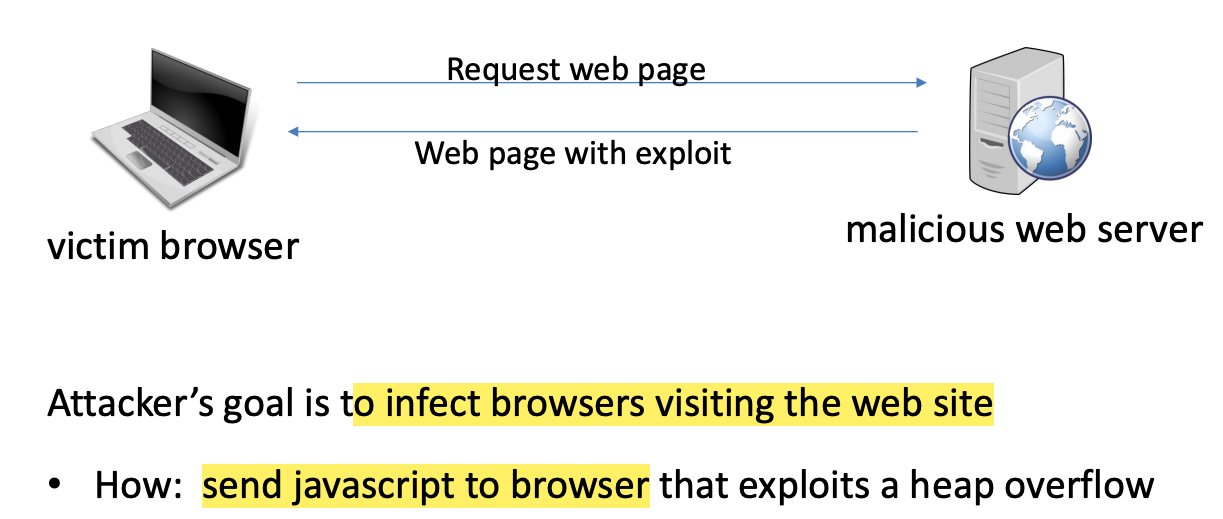 Request web page
Web page with exploit
victim browser
malicious web server
Attacker's goal is to infect browsers visiting the web site
• How: send javascript to browser that exploits a heap overflow